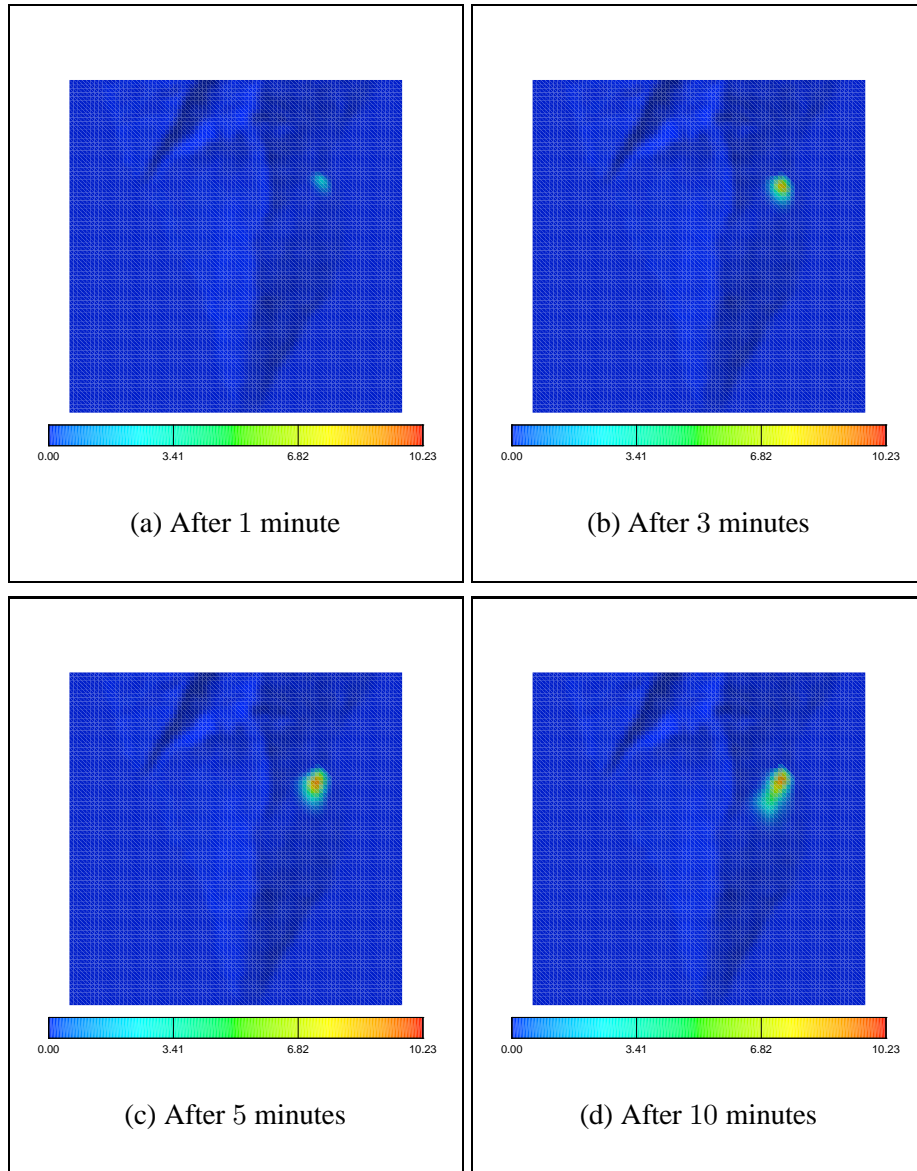 0.00 3.41 6.82 10.23
(a) After 1 minute
0.00 3.41 6.82 10.23
(b) After 3 minutes
0.00 3.41 6.82 10.23
(c) After 5 minutes
0.00 3.41 6.82 10.23
(d) After 10 minutes